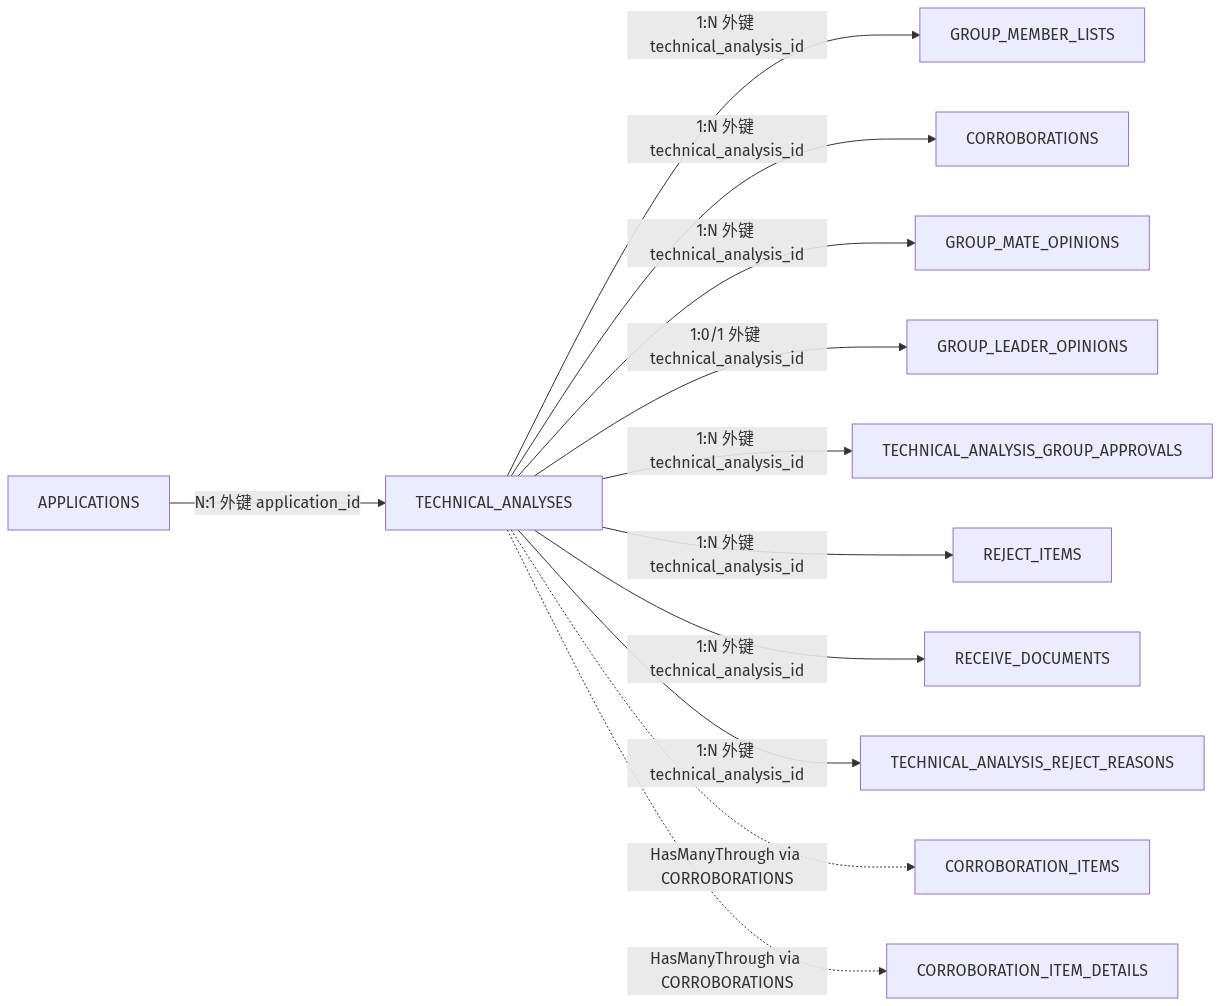 1:N 外键
technical_analysis_id
GROUP_MEMBER_LISTS
1:N 外键
technical_analysis_id
CORROBORATIONS
1:N 外键
technical_analysis_id
GROUP_MATE_OPINIONS
1:0/1 外键
technical_analysis_id
GROUP_LEADER_OPINIONS
1:N 外键
technical_analysis_id
TECHNICAL_ANALYSIS_GROUP_APPROVALS
APPLICATIONS
N:1 外键 application_id
TECHNICAL_ANALYSES
1:N 外键
technical_analysis_id
REJECT_ITEMS
1:N 外键
technical_analysis_id
RECEIVE_DOCUMENTS
1:N 外键
technical_analysis_id
TECHNICAL_ANALYSIS_REJECT_REASONS
HasManyThrough via
CORROBORATIONS
CORROBORATION_ITEMS
HasManyThrough via
CORROBORATIONS
CORROBORATION_ITEM_DETAILS